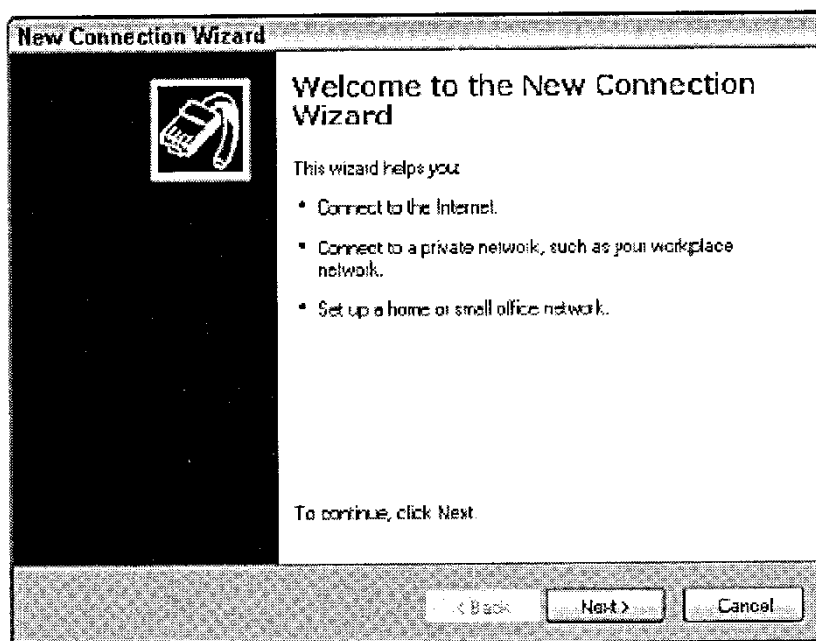 New Connection Wizard
Welcome to the New Connection
Wizard
This wizard helps you:
• Connect to the Internet.
• Connect to a private network, such as your workplace
network.
• Set up a home or small office network.
To continue, click Next.
< Back
Next >
Cancel